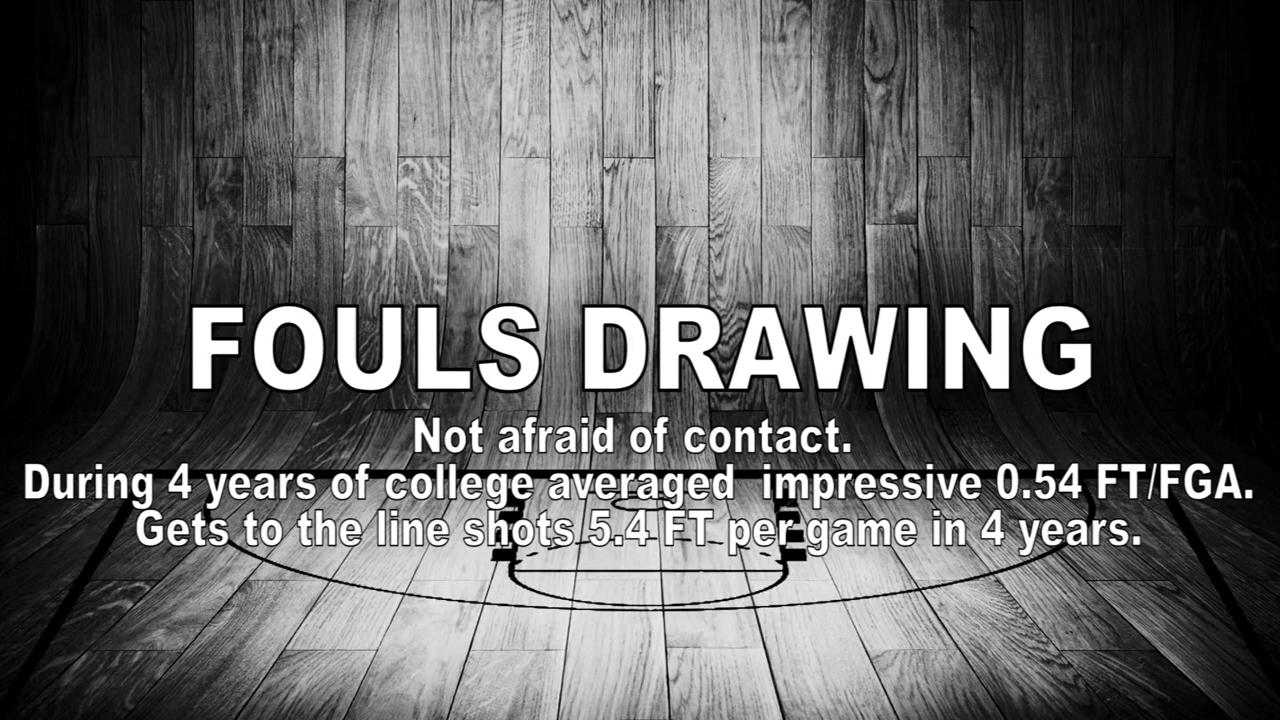 FOULS DRAWING
Not afraid of contact.
During 4 years of college averaged  impressive 0.54 FT/FGA.
Gets to the line shots 5.4 FT per game in 4 years.